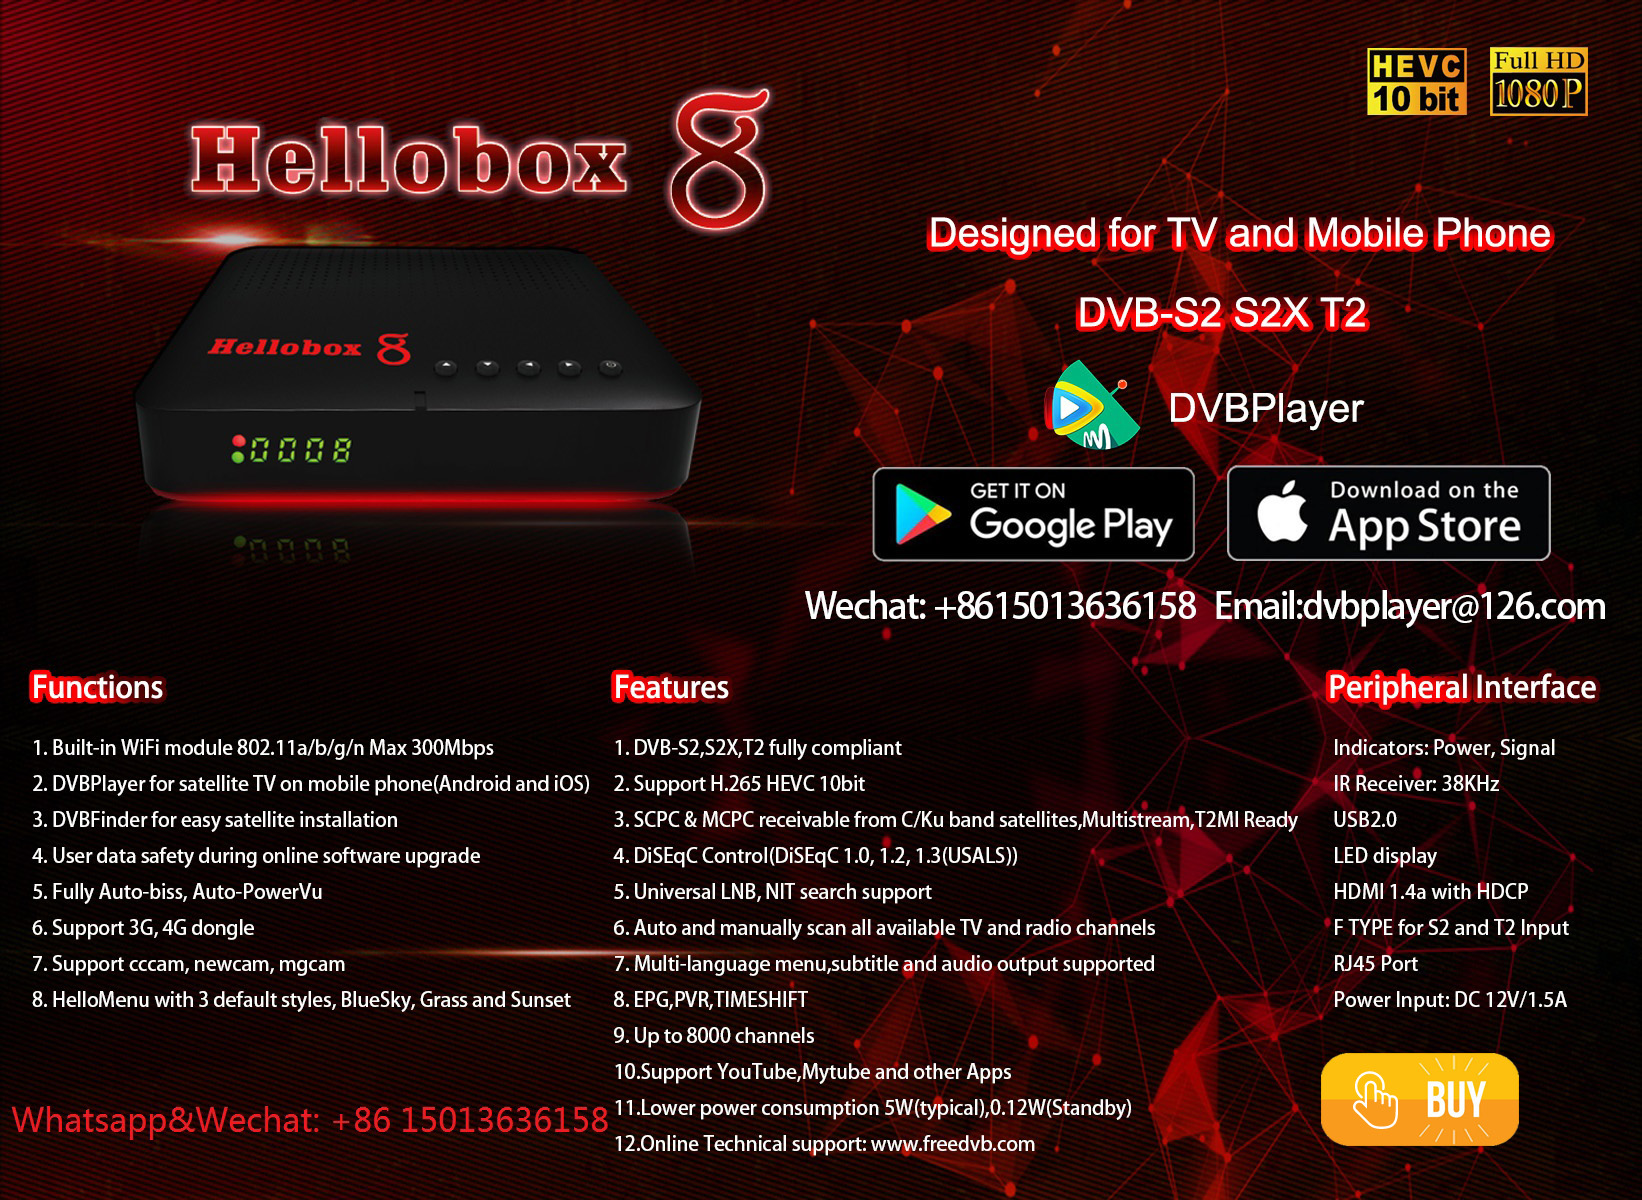 HEVC
10 bit
Full HD
1080P
Hellobox 8
Designed for TV and Mobile Phone
DVB-S2 S2X T2
DVBPlayer
Hellobox 8
0008
GET IT ON
Google Play
Download on the
App Store
Wechat: +8615013636158 Email:dvbplayer@126.com
Functions
1. Built-in WiFi module 802.11a/b/g/n Max 300Mbps
2. DVBPlayer for satellite TV on mobile phone(Android and iOS)
3. DVBFinder for easy satellite installation
4. User data safety during online software upgrade
5. Fully Auto-biss, Auto-PowerVu
6. Support 3G, 4G dongle
7. Support cccam, newcam, mgcam
8. HelloMenu with 3 default styles, BlueSky, Grass and Sunset
Whatsapp&Wechat: +86 15013636158
Features
1. DVB-S2,S2X,T2 fully compliant
2. Support H.265 HEVC 10bit
3. SCPC & MCPC receivable from C/Ku band satellites,Multistream,T2MI Ready
4. DiSEqC Control(DiSEqC 1.0, 1.2, 1.3(USALS))
5. Universal LNB, NIT search support
6. Auto and manually scan all available TV and radio channels
7. Multi-language menu,subtitle and audio output supported
8. EPG,PVR,TIMESHIFT
9. Up to 8000 channels
10.Support YouTube,Mytube and other Apps
11.Lower power consumption 5W(typical),0.12W(Standby)
12.Online Technical support: www.freedvb.com
Peripheral Interface
Indicators: Power, Signal
IR Receiver: 38KHz
USB2.0
LED display
HDMI 1.4a with HDCP
F TYPE for S2 and T2 Input
RJ45 Port
Power Input: DC 12V/1.5A
BUY